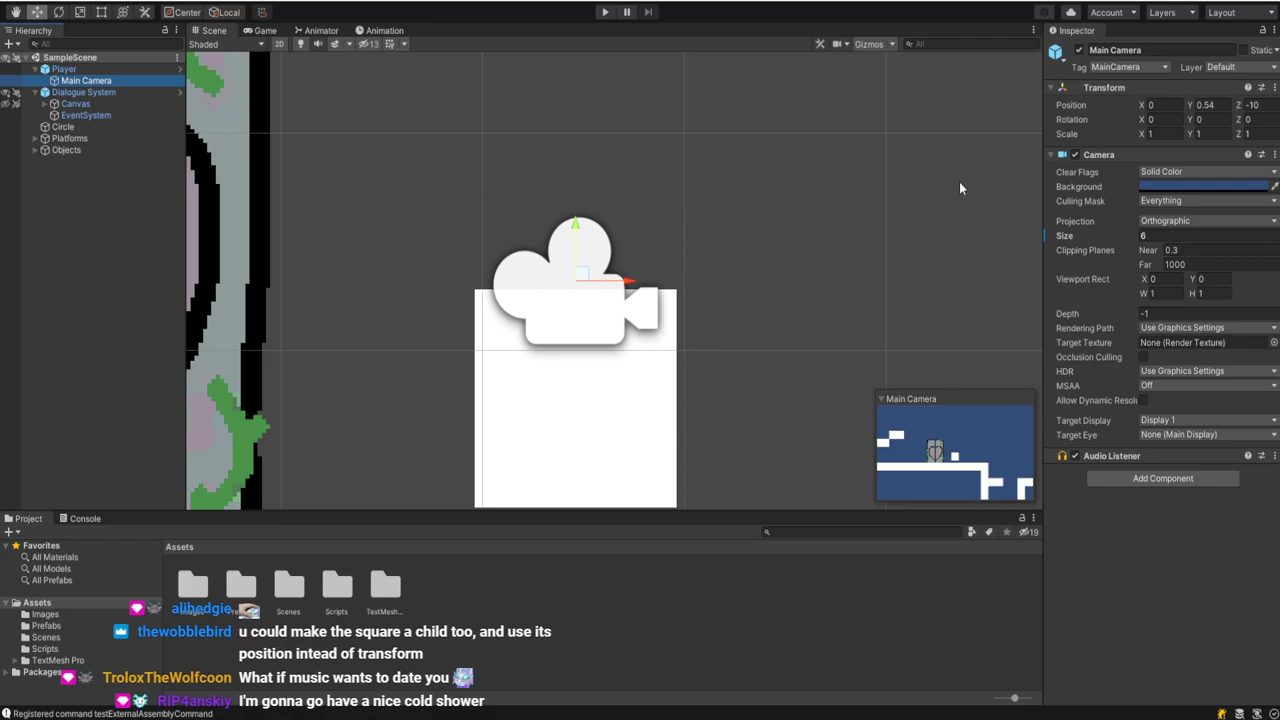 Center
Local
Account
Layers
Layout
Hierarchy
Scene
Game
Animator
Animation
Inspector
All
Shaded
2D
13
Gizmos
All
SampleScene
Player
Main Camera
Dialogue System
Canvas
EventSystem
Circle
Platforms
Objects
Main Camera
Static
Tag MainCamera Layer Default
Transform
Position X 0 Y 0.54 Z -10
Rotation X 0 Y 0 Z 0
Scale X 1 Y 1 Z 1
Camera
Clear Flags Solid Color
Background
Culling Mask Everything
Projection Orthographic
Size 6
Clipping Planes Near 0.3
Far 1000
Viewport Rect X 0 Y 0
W 1 H 1
Depth -1
Rendering Path Use Graphics Settings
Target Texture None (Render Texture)
Occlusion Culling
HDR Use Graphics Settings
MSAA Off
Allow Dynamic Resolu
Target Display Display 1
Target Eye None (Main Display)
Audio Listener
Add Component
Main Camera
Project
Console
19
Favorites
All Materials
All Models
All Prefabs
Assets
Images
Prefabs
Scenes
Scripts
TextMesh Pro
Packages
Assets
Scenes
Scripts
TextMesh...
alihedgie
thewobblebird u could make the square a child too, and use its
position intead of transform
TroloxTheWolfcoon What if music wants to date you
RIP4anskiy I'm gonna go have a nice cold shower
Registered command testExternalAssemblyCommand